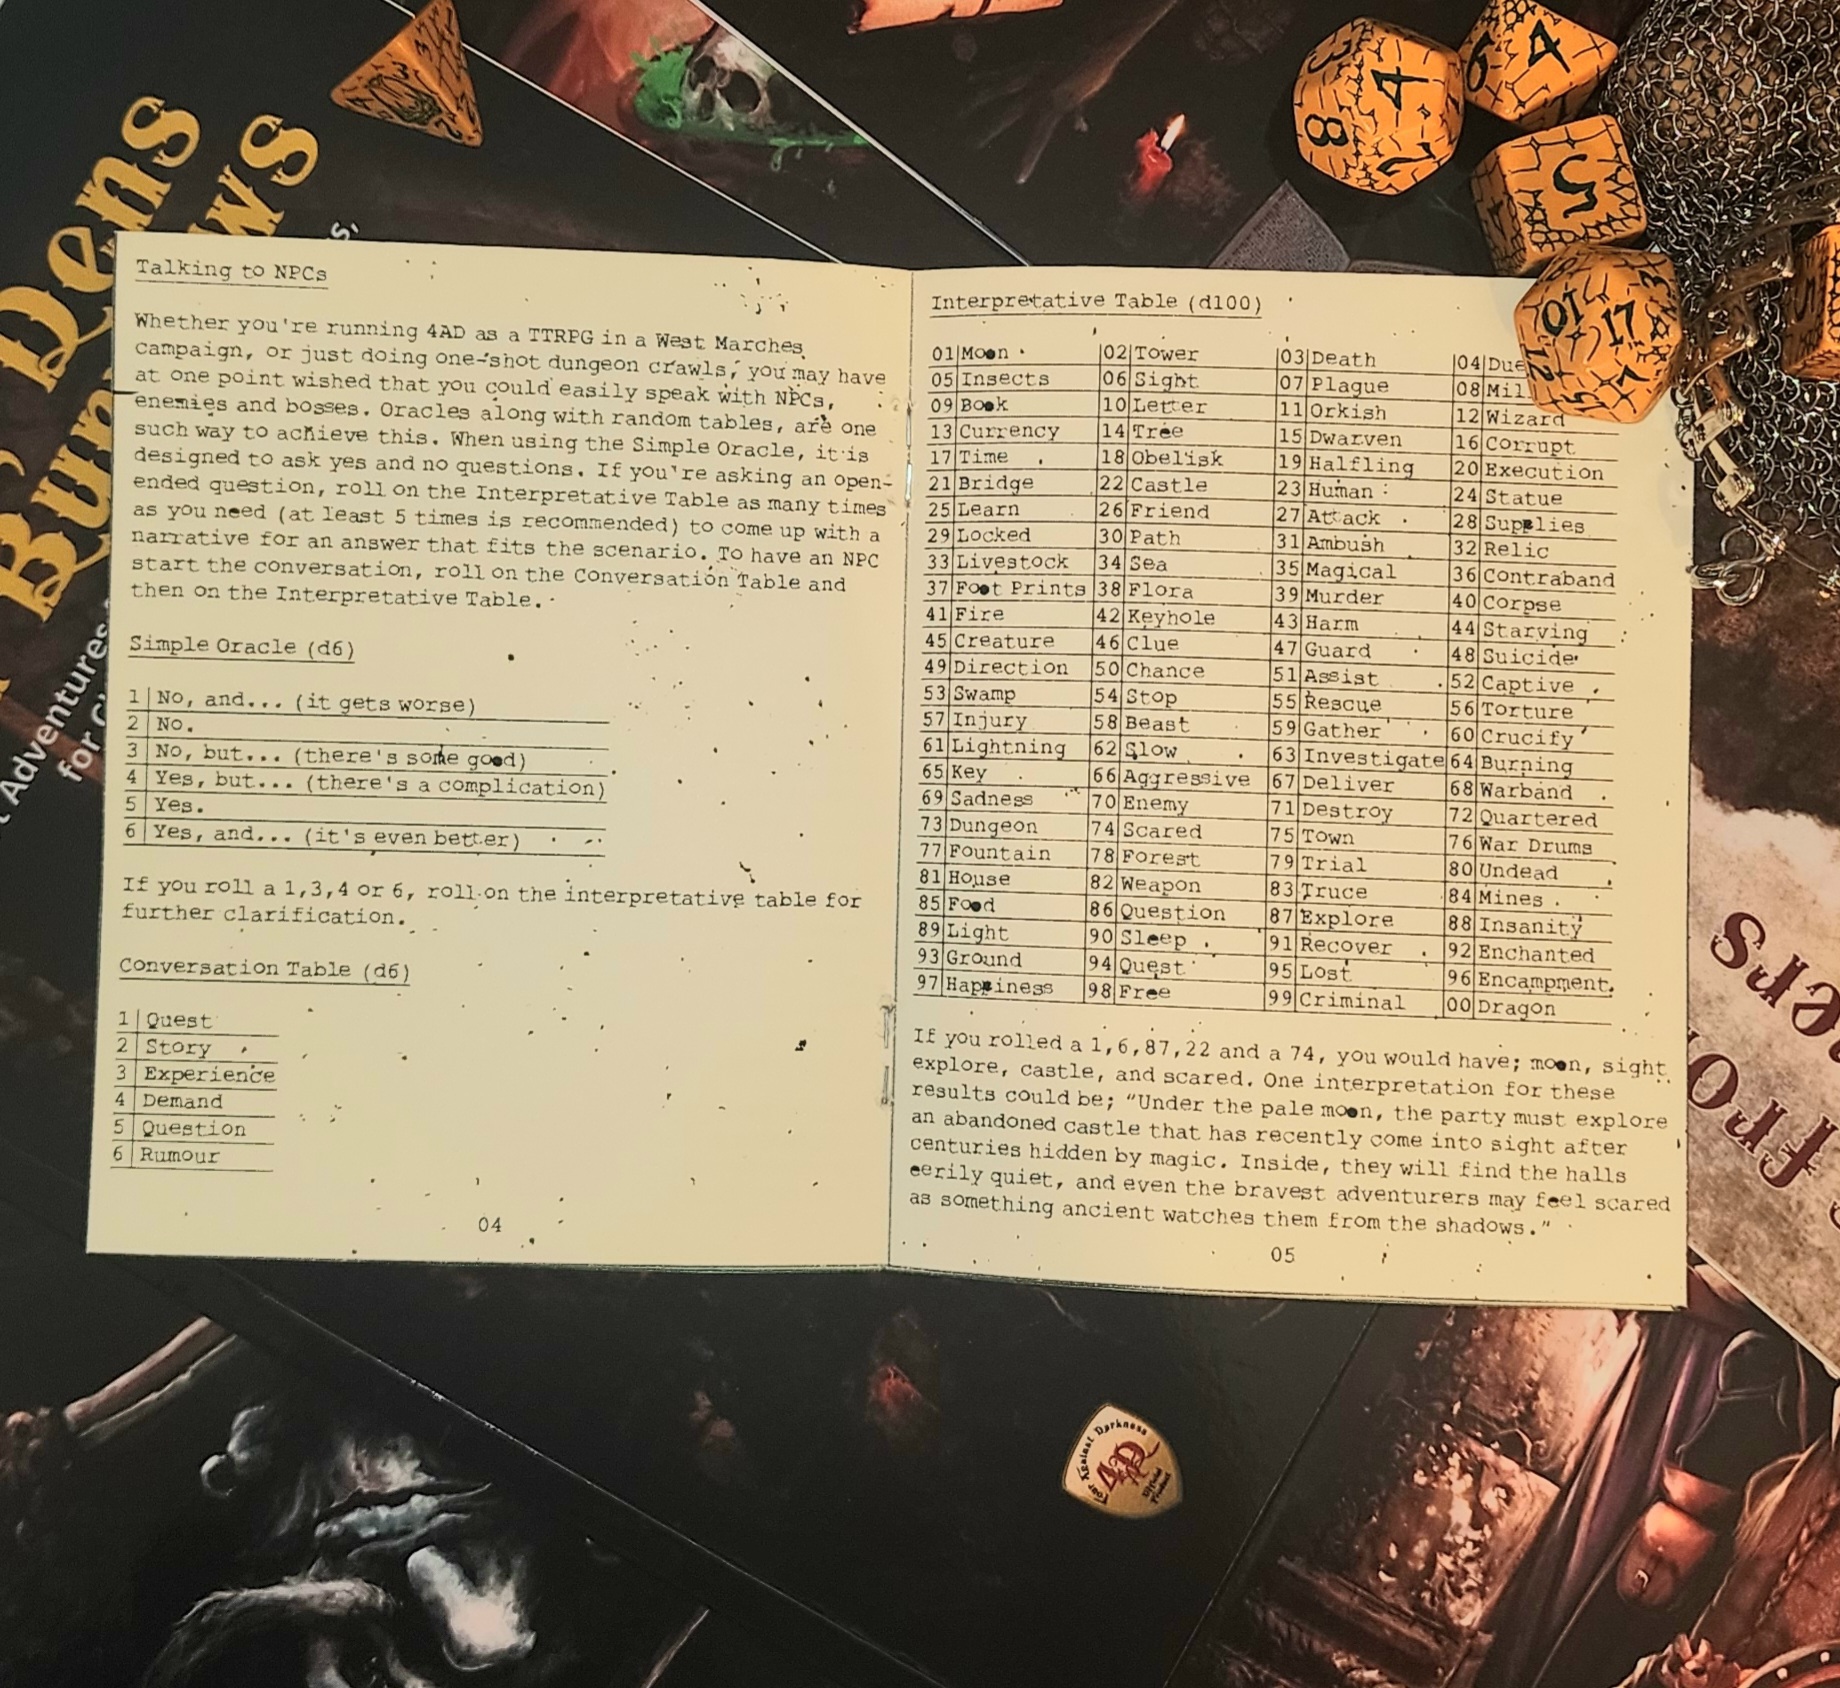 Dens
for
Talking to NPCs
Whether you're running 4AD as a TTRPG in a West Marches
campaign, or just doing one-shot dungeon crawls, you may have
at one point wished that you could easily speak with NPCs,
enemies and bosses. Oracles along with random tables, are one
such way to achieve this. When using the Simple Oracle, it is
designed to ask yes and no questions. If you're asking an open-
ended question, roll on the Interpretative Table as many times
as you need (at least 5 times is recommended) to come up with a
narrative for an answer that fits the scenario. To have an NPC
start the conversation, roll on the Conversation Table and
then on the Interpretative Table.
Simple Oracle (d6)
1 No, and... (it gets worse)
2 No.
3 No, but... (there's some good)
4 Yes, but... (there's a complication)
5 Yes.
6 Yes, and... (it's even better)
If you roll a 1,3,4 or 6, roll on the interpretative table for
further clarification.
Conversation Table (d6)
1 Quest
2 Story
3 Experience
4 Demand
5 Question
6 Rumour
04
Interpretative Table (d100)
01 Moon 02 Tower 03 Death 04
05 Insects 06 Sight 07 Plague 08
09 Book 10 Letter 11 Orkish 12 Wizard
13 Currency 14 Tree 15 Dwarven 16 Corrupt
17 Time 18 Obelisk 19 Halfling 20 Execution
21 Bridge 22 Castle 23 Human 24 Statue
25 Learn 26 Friend 27 Attack 28 Supplies
29 Locked 30 Path 31 Ambush 32 Relic
33 Livestock 34 Sea 35 Magical 36 Contraband
37 Foot Prints 38 Flora 39 Murder 40 Corpse
41 Fire 42 Keyhole 43 Harm 44 Starving
45 Creature 46 Clue 47 Guard 48 Suicide
49 Direction 50 Chance 51 Assist 52 Captive
53 Swamp 54 Stop 55 Rescue 56 Torture
57 Injury 58 Beast 59 Gather 60 Crucify
61 Lightning 62 Slow 63 Investigate 64 Burning
65 Key 66 Aggressive 67 Deliver 68 Warband
69 Sadness 70 Enemy 71 Destroy 72 Quartered
73 Dungeon 74 Scared 75 Town 76 War Drums
77 Fountain 78 Forest 79 Trial 80 Undead
81 House 82 Weapon 83 Truce 84 Mines
85 Food 86 Question 87 Explore 88 Insanity
89 Light 90 Sleep 91 Recover 92 Enchanted
93 Ground 94 Quest 95 Lost 96 Encampment
97 Happiness 98 Free 99 Criminal 00 Dragon
If you rolled a 1,6,87,22 and a 74, you would have; moon, sight
explore, castle, and scared. One interpretation for these
results could be; "Under the pale moon, the party must explore
an abandoned castle that has recently come into sight after
centuries hidden by magic. Inside, they will find the halls
eerily quiet, and even the bravest adventurers may feel scared
as something ancient watches them from the shadows."
05
Four Against Darkness
4AD
Official Product
4
8
4
5
10
17
12